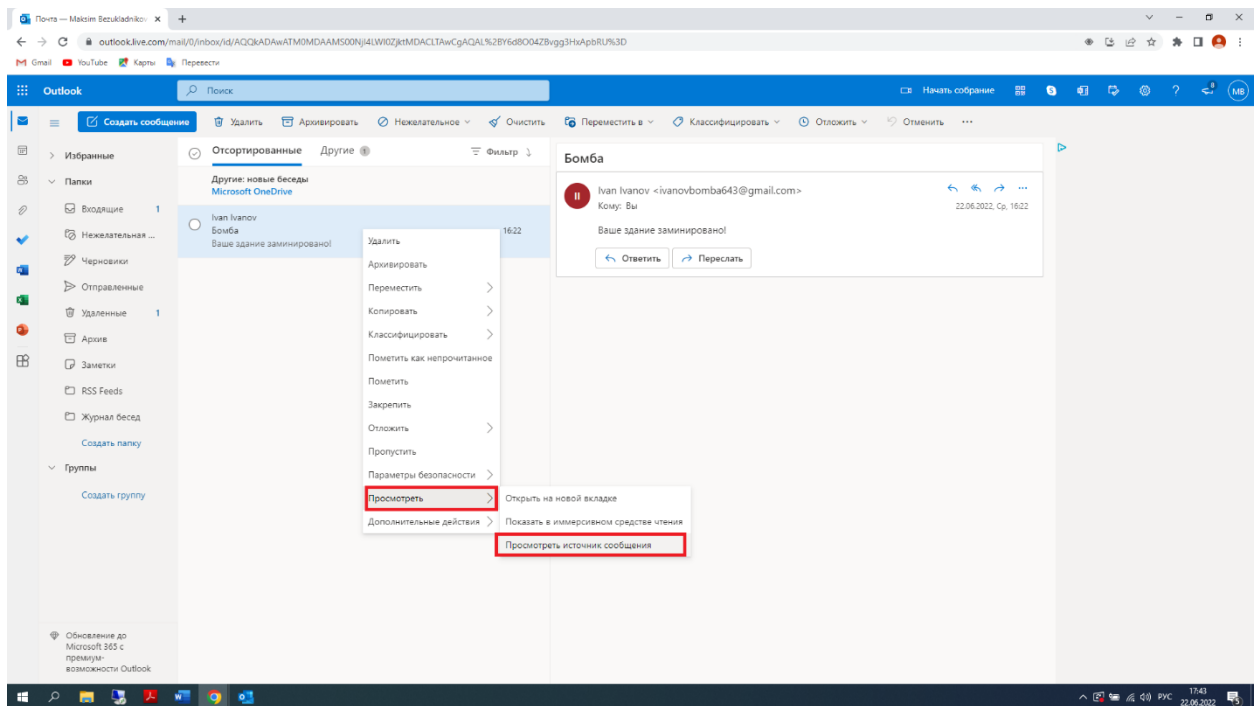 Почта — Maksim Bezukladnikov
outlook.live.com/mail/0/inbox/id/AQQkADAwATM0MDAAMS00NjI4LWI0ZjktMDACLTAwCgAQAL%2BY6d8O04ZBvgg3HxApbRU%3D
Gmail YouTube Карты Перевести
Outlook Поиск Начать собрание MB
Создать сообщение Удалить Архивировать Нежелательное Очистить Переместить в Классифицировать Отложить Отменить
Избранные
Папки
Входящие 1
Нежелательная ...
Черновики
Отправленные
Удаленные 1
Архив
Заметки
RSS Feeds
Журнал бесед
Создать папку
Группы
Создать группу
Обновление до
Microsoft 365 с
премиум-
возможности Outlook
Отсортированные Другие 1 Фильтр
Другие: новые беседы
Microsoft OneDrive
Ivan Ivanov
Бомба 16:22
Ваше здание заминировано!
Удалить
Архивировать
Переместить
Копировать
Классифицировать
Пометить как непрочитанное
Пометить
Закрепить
Отложить
Пропустить
Параметры безопасности
Просмотреть
Дополнительные действия
Открыть на новой вкладке
Показать в иммерсивном средстве чтения
Просмотреть источник сообщения
Бомба
II
Ivan Ivanov <ivanovbomba643@gmail.com>
Кому: Вы
22.06.2022, Ср, 16:22
Ваше здание заминировано!
Ответить Переслать
РУС
17:43
22.06.2022